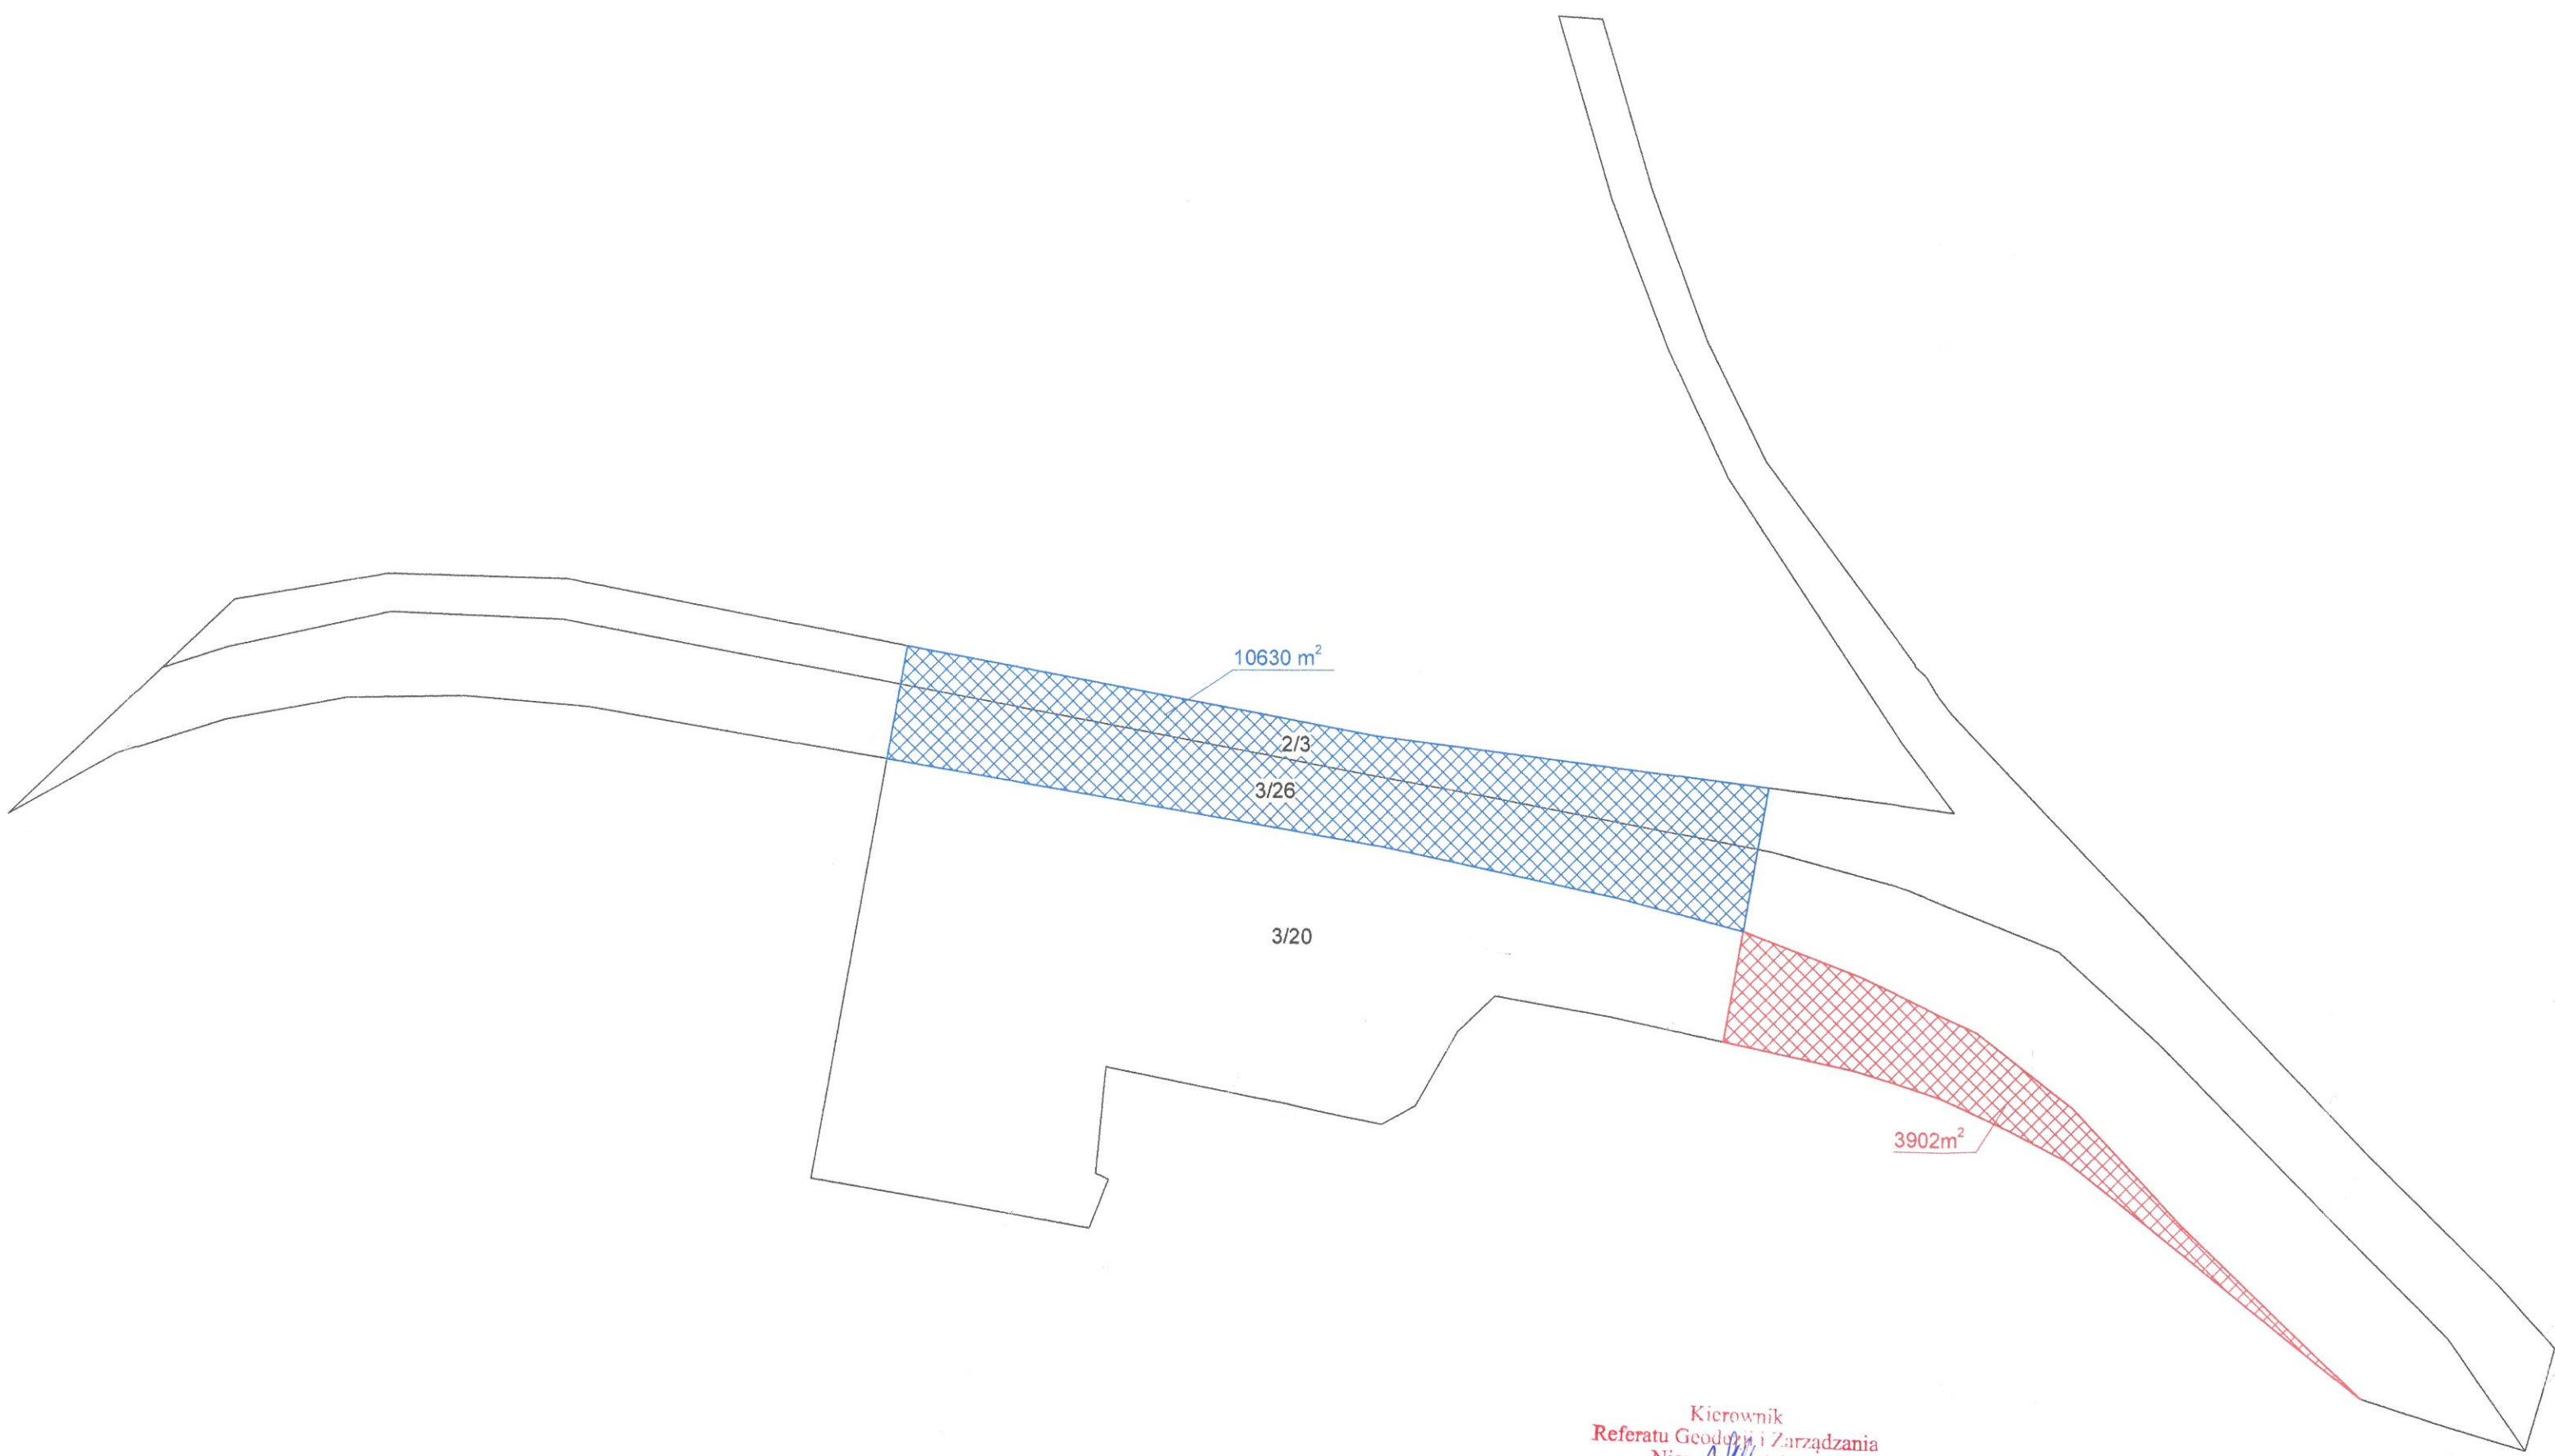 10630 m²
2/3
3/26
3/20
3902m²
Kierownik
Referatu Geodezji i Zarządzania